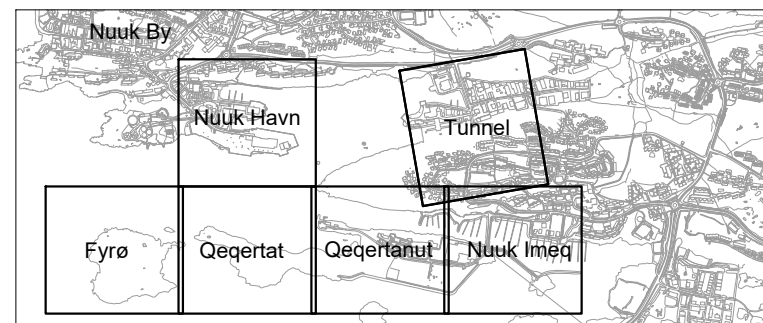 Nuuk By
Nuuk Havn
Tunnel
Fyrø
Qeqertat
Qeqertanut
Nuuk Imeq